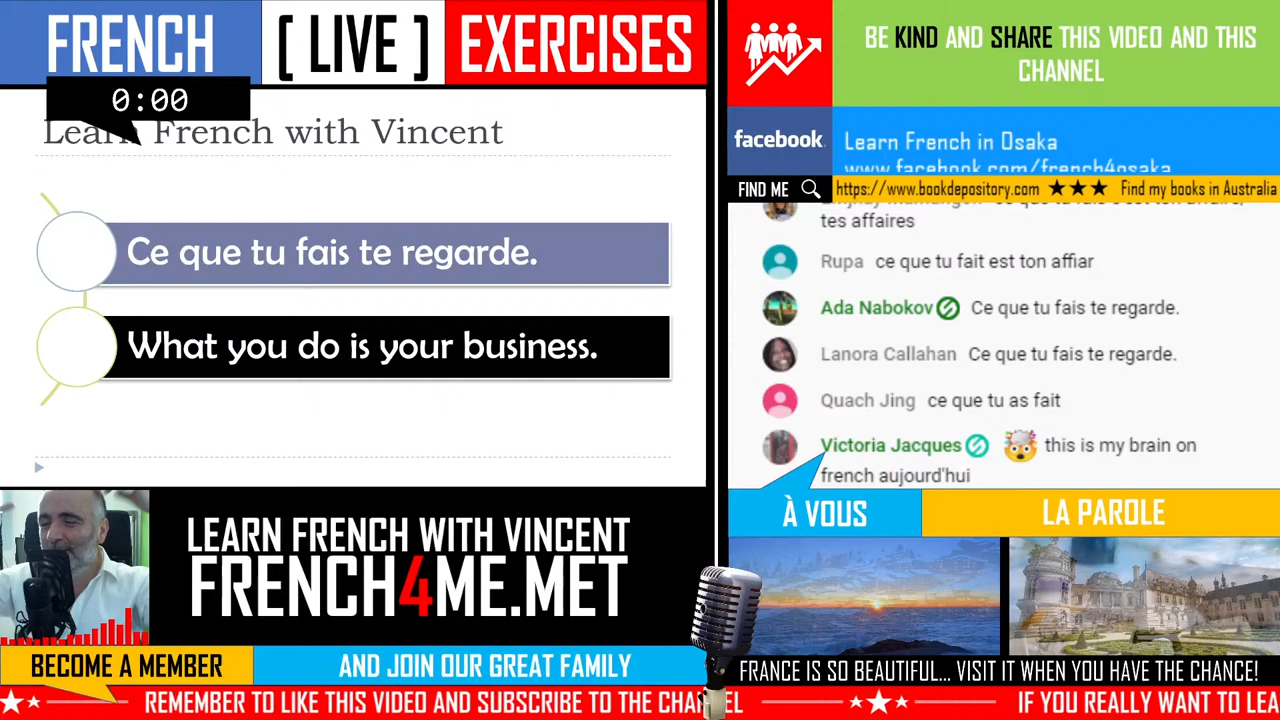 FRENCH
[ LIVE ]
EXERCISES
0:00
Learn French with Vincent
Ce que tu fais te regarde.
What you do is your business.
LEARN FRENCH WITH VINCENT
FRENCH4ME.MET
BECOME A MEMBER
AND JOIN OUR GREAT FAMILY
BE KIND AND SHARE THIS VIDEO AND THIS
CHANNEL
facebook
Learn French in Osaka
www.facebook.com/french4osaka
FIND ME
https://www.bookdepository.com ★★★ Find my books in Australia
tes affaires
Rupa ce que tu fait est ton affiar
Ada Nabokov Ce que tu fais te regarde.
Lanora Callahan Ce que tu fais te regarde.
Quach Jing ce que tu as fait
Victoria Jacques 🤯 this is my brain on
french aujourd'hui
À VOUS
LA PAROLE
FRANCE IS SO BEAUTIFUL... VISIT IT WHEN YOU HAVE THE CHANCE!
REMEMBER TO LIKE THIS VIDEO AND SUBSCRIBE TO THE CHA NEL
IF YOU REALLY WANT TO LEA